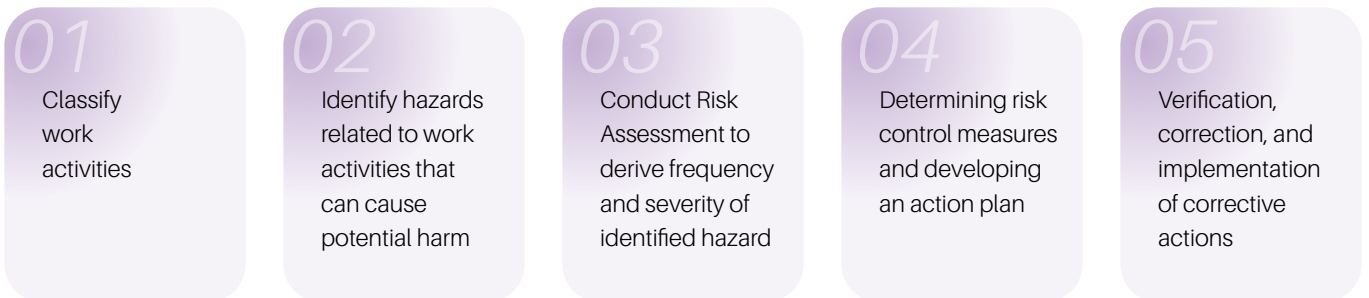 01
Classify
work
activities
02
Identify hazards
related to work
activities that
can cause
potential harm
03
Conduct Risk
Assessment to
derive frequency
and severity of
identified hazard
04
Determining risk
control measures
and developing
an action plan
05
Verification,
correction, and
implementation
of corrective
actions